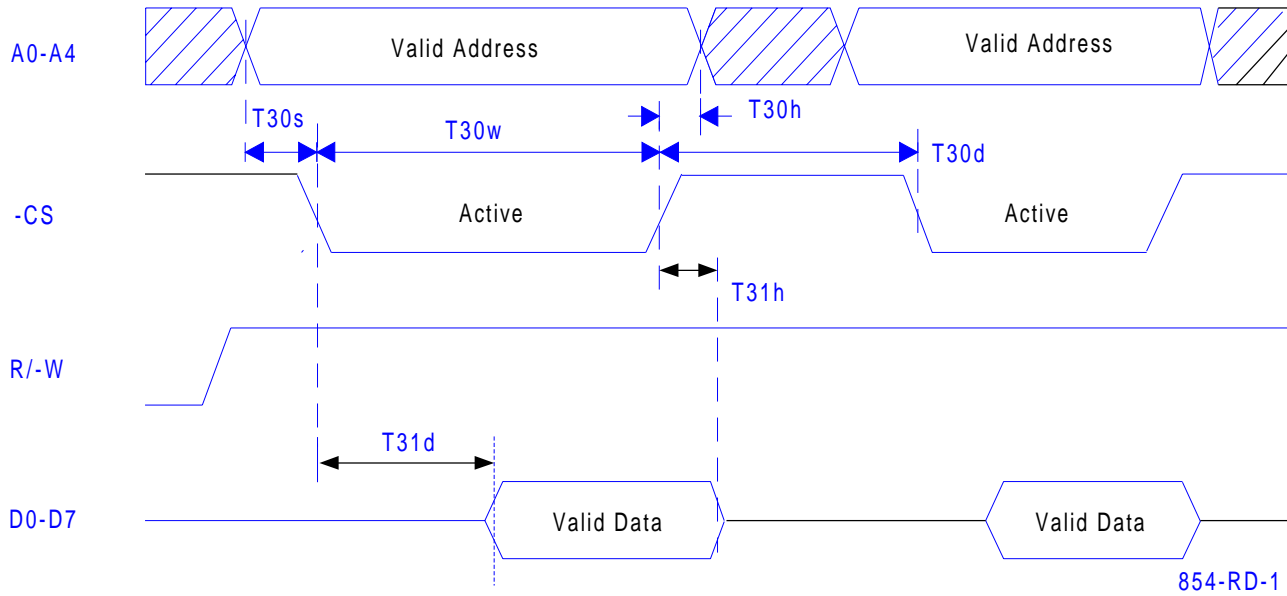 A0-A4
Valid Address
Valid Address
T30s
T30w
T30h
T30d
-CS
Active
Active
T31h
R/-W
T31d
D0-D7
Valid Data
Valid Data
854-RD-1